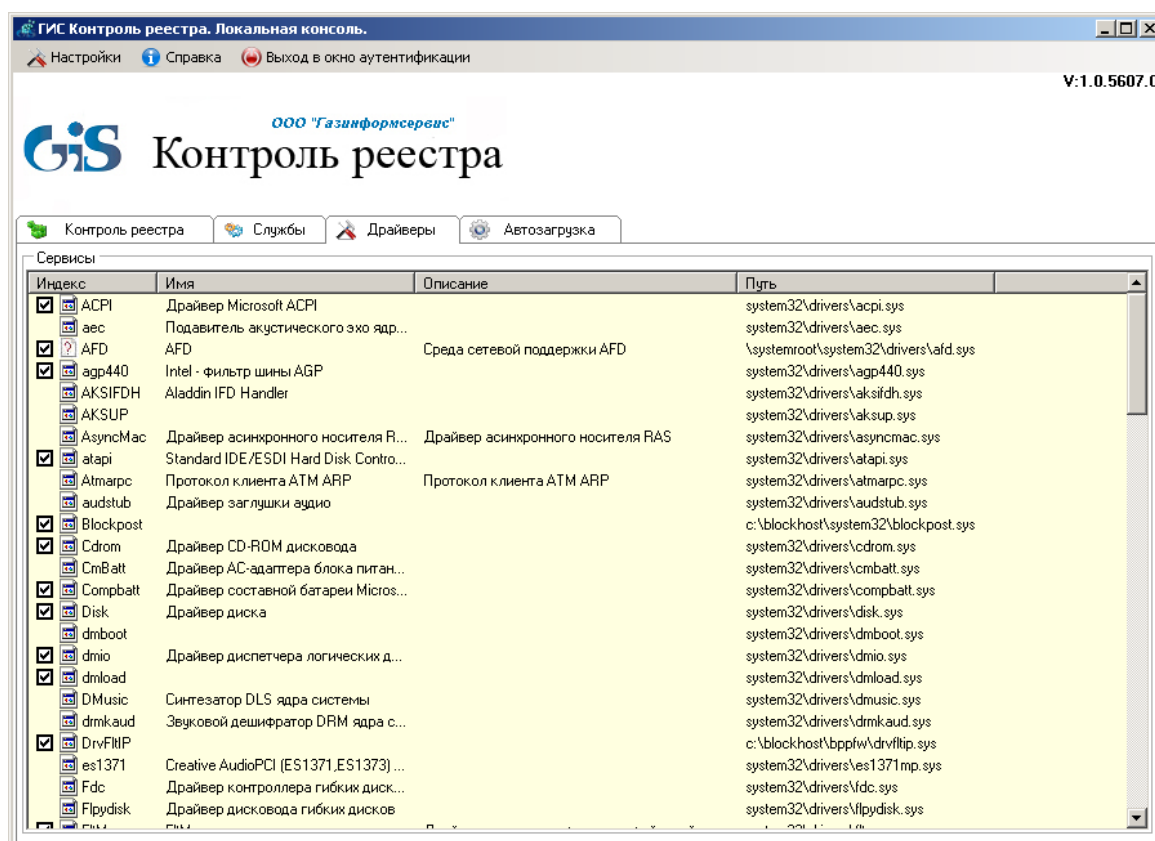 ГИС Контроль реестра. Локальная консоль.
Настройки Справка Выход в окно аутентификации
V:1.0.5607.0
ООО "Газинформсервис"
GiS Контроль реестра
Контроль реестра Службы Драйверы Автозагрузка
Сервисы
Индекс Имя Описание Путь
ACPI Драйвер Microsoft ACPI system32\drivers\acpi.sys
aec Подавитель акустического эхо ядр... system32\drivers\aec.sys
AFD AFD Среда сетевой поддержки AFD \systemroot\system32\drivers\afd.sys
agp440 Intel - фильтр шины AGP system32\drivers\agp440.sys
AKSIFDH Aladdin IFD Handler system32\drivers\aksifdh.sys
AKSUP system32\drivers\aksup.sys
AsyncMac Драйвер асинхронного носителя R... Драйвер асинхронного носителя RAS system32\drivers\asyncmac.sys
atapi Standard IDE/ESDI Hard Disk Contro... system32\drivers\atapi.sys
Atmarpc Протокол клиента ATM ARP Протокол клиента ATM ARP system32\drivers\atmarpc.sys
audstub Драйвер заглушки аудио system32\drivers\audstub.sys
Blockpost c:\blockhost\system32\blockpost.sys
Cdrom Драйвер CD-ROM дисковода system32\drivers\cdrom.sys
CmBatt Драйвер AC-адаптера блока питан... system32\drivers\cmbatt.sys
Compbatt Драйвер составной батареи Micros... system32\drivers\compbatt.sys
Disk Драйвер диска system32\drivers\disk.sys
dmboot system32\drivers\dmboot.sys
dmio Драйвер диспетчера логических д... system32\drivers\dmio.sys
dmload system32\drivers\dmload.sys
DMusic Синтезатор DLS ядра системы system32\drivers\dmusic.sys
drmkaud Звуковой дешифратор DRM ядра с... system32\drivers\drmkaud.sys
DrvFltIP c:\blockhost\bppfw\drvfltip.sys
es1371 Creative AudioPCI (ES1371,ES1373) ... system32\drivers\es1371mp.sys
Fdc Драйвер контроллера гибких диск... system32\drivers\fdc.sys
Flpydisk Драйвер дисковода гибких дисков system32\drivers\flpydisk.sys